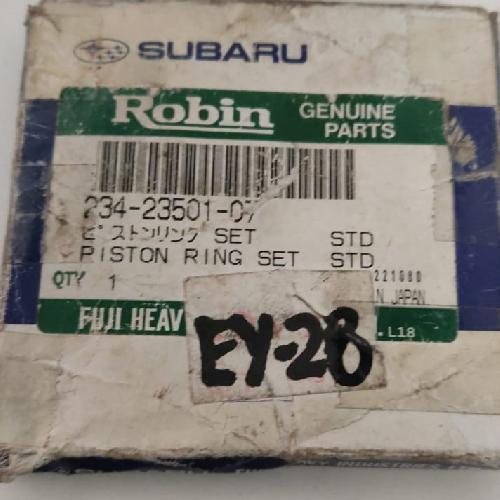 SUBARU
Robin GENUINE PARTS
234-23501-07
ピストンリング SET STD
PISTON RING SET STD
QTY 1
221080
IN JAPAN
FUJI HEAV
.L18
EY-28